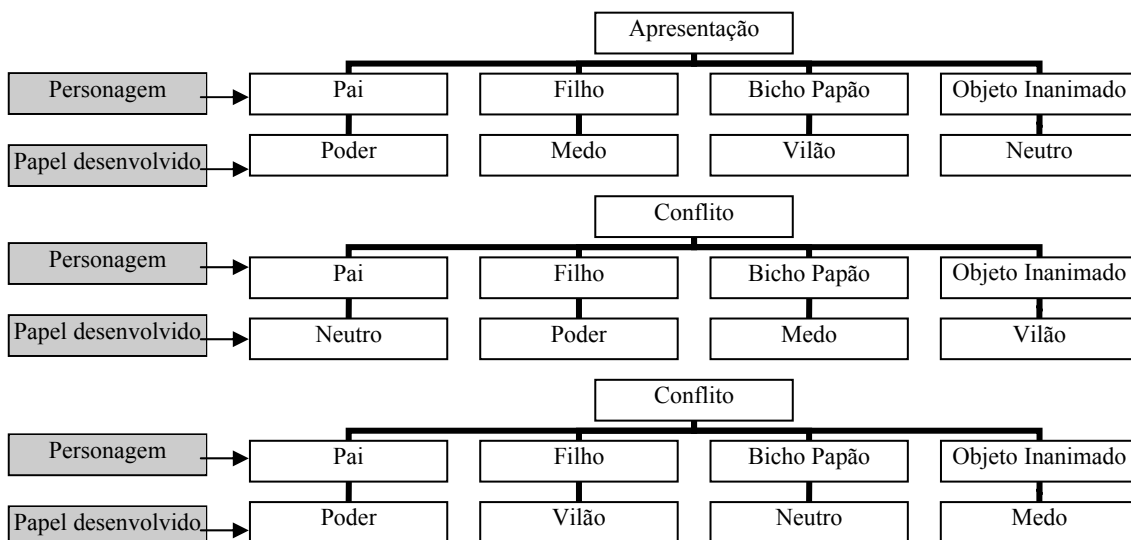 Apresentação
Personagem Pai Filho Bicho Papão Objeto Inanimado
Papel desenvolvido Poder Medo Vilão Neutro
Conflito
Personagem Pai Filho Bicho Papão Objeto Inanimado
Papel desenvolvido Neutro Poder Medo Vilão
Conflito
Personagem Pai Filho Bicho Papão Objeto Inanimado
Papel desenvolvido Poder Vilão Neutro Medo